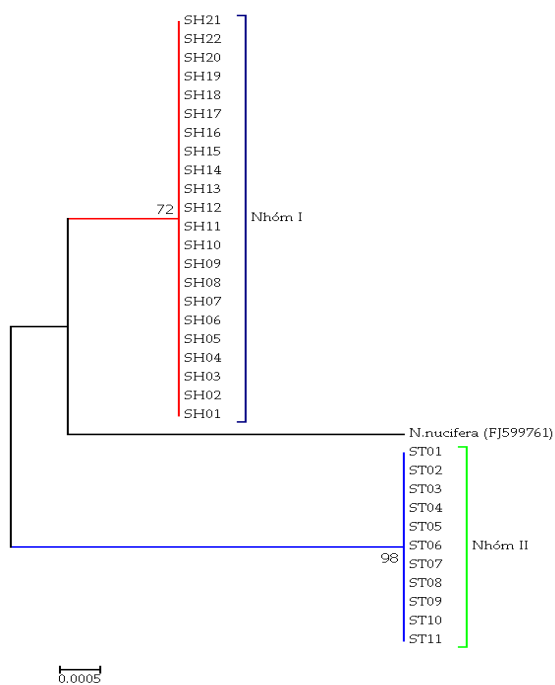 SH21
SH22
SH20
SH19
SH18
SH17
SH16
SH15
SH14
SH13
72
SH12
Nhóm I
SH11
SH10
SH09
SH08
SH07
SH06
SH05
SH04
SH03
SH02
SH01
N.nucifera (FJ599761)
ST01
ST02
ST03
ST04
ST05
ST06
Nhóm II
98
ST07
ST08
ST09
ST10
ST11
0.0005